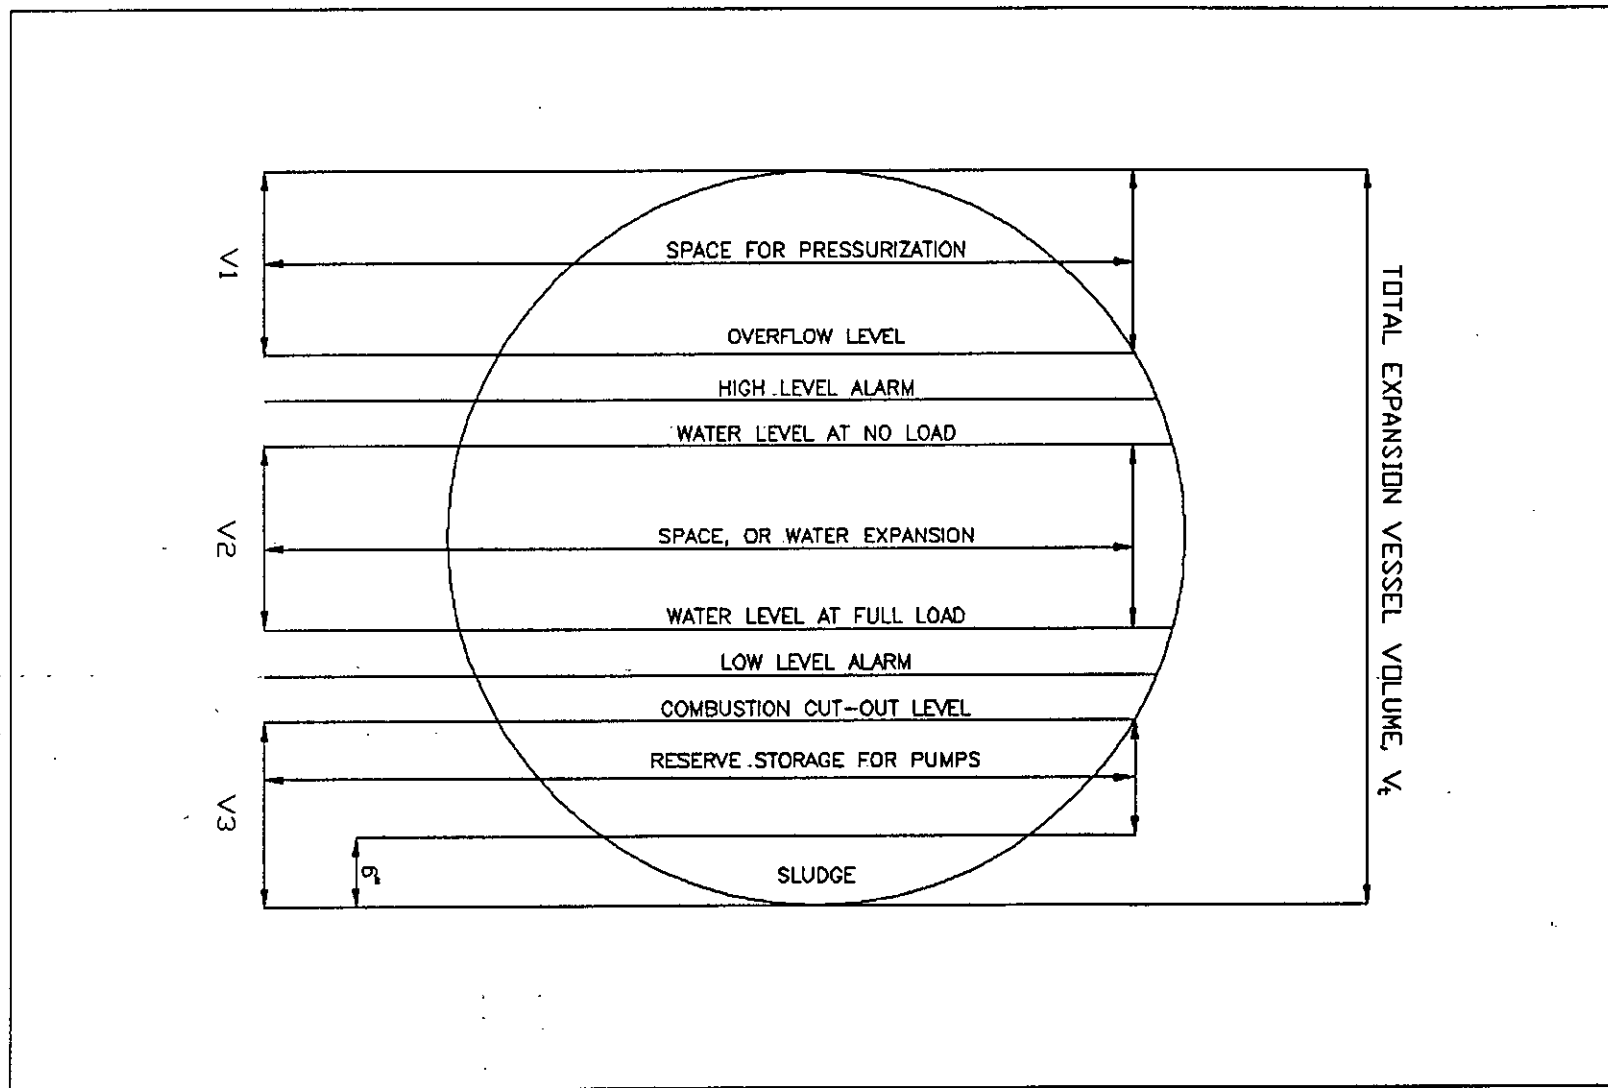 SPACE FOR PRESSURIZATION
V1
OVERFLOW LEVEL
HIGH LEVEL ALARM
WATER LEVEL AT NO LOAD
SPACE, OR WATER EXPANSION
V2
WATER LEVEL AT FULL LOAD
LOW LEVEL ALARM
COMBUSTION CUT-OUT LEVEL
RESERVE STORAGE FOR PUMPS
V3
6"
SLUDGE
TOTAL EXPANSION VESSEL VOLUME, Vt